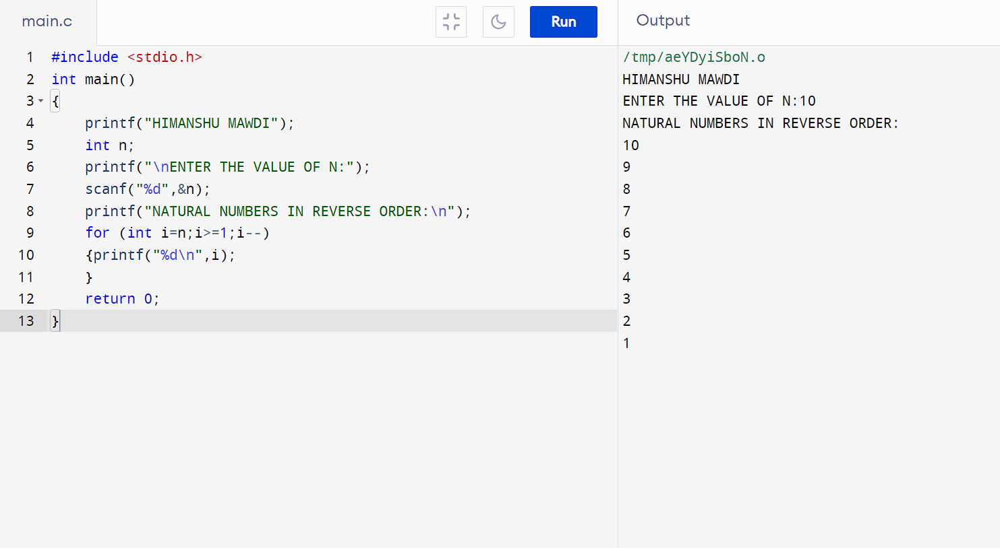 main.c
Run
Output
1 #include <stdio.h>
2 int main()
3 {
4     printf("HIMANSHU MAWDI");
5     int n;
6     printf("\nENTER THE VALUE OF N:");
7     scanf("%d",&n);
8     printf("NATURAL NUMBERS IN REVERSE ORDER:\n");
9     for (int i=n;i>=1;i--)
10     {printf("%d\n",i);
11     }
12     return 0;
13 }
/tmp/aeYDyiSboN.o
HIMANSHU MAWDI
ENTER THE VALUE OF N:10
NATURAL NUMBERS IN REVERSE ORDER:
10
9
8
7
6
5
4
3
2
1